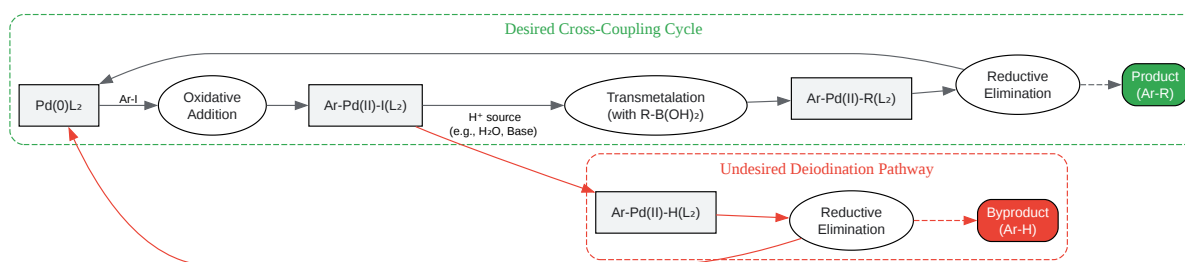 Desired Cross-Coupling Cycle
Pd(0)L₂
Ar-I
Oxidative
Addition
Ar-Pd(II)-I(L₂)
H⁺ source
(e.g., H₂O, Base)
Transmetalation
(with R-B(OH)₂)
Ar-Pd(II)-R(L₂)
Reductive
Elimination
Product
(Ar-R)
Undesired Deiodination Pathway
Ar-Pd(II)-H(L₂)
Reductive
Elimination
Byproduct
(Ar-H)